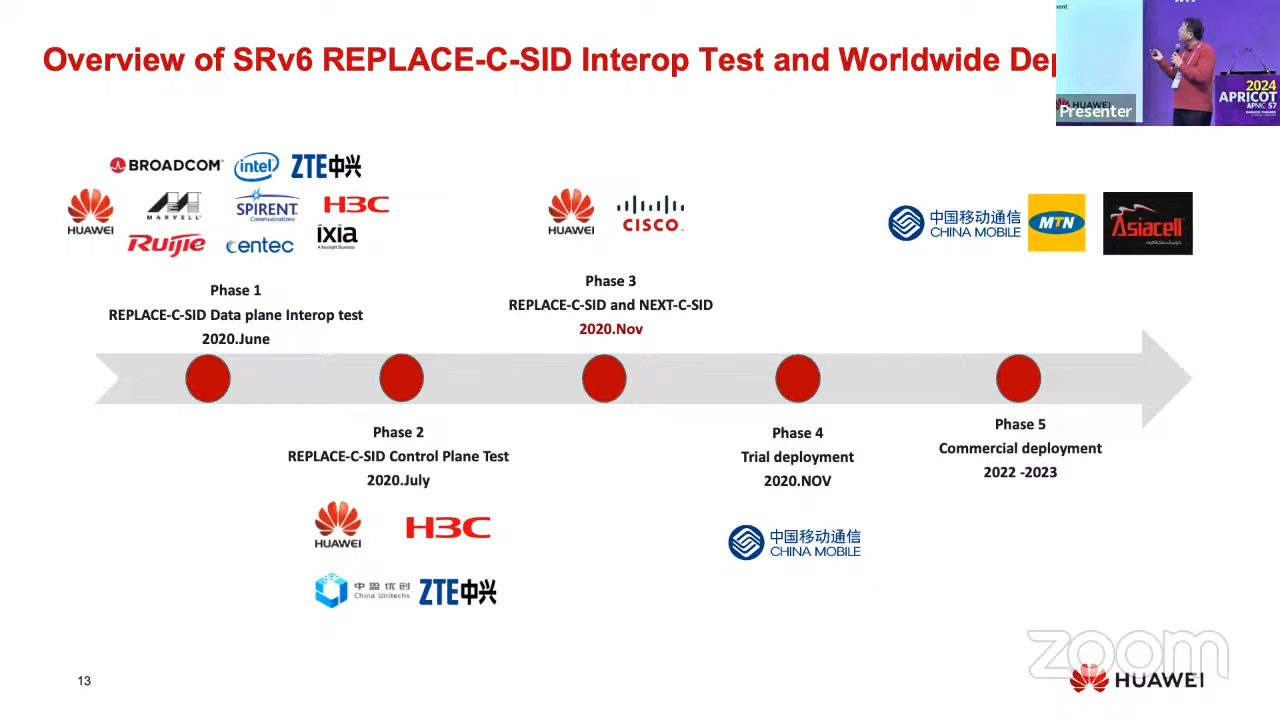 Overview of SRv6 REPLACE-C-SID Interop Test and Worldwide Dep
2024
APRICOT
APNIC 57
HUAWEI
Presenter
BROADCOM
intel
ZTE中兴
HUAWEI
MARVELL
SPIRENT
Communications
H3C
Ruijie
centec
ixia
A Keysight Business
Phase 1
REPLACE-C-SID Data plane Interop test
2020.June
HUAWEI
CISCO
Phase 3
REPLACE-C-SID and NEXT-C-SID
2020.Nov
中国移动通信
CHINA MOBILE
MTN
Asiacell
Phase 2
REPLACE-C-SID Control Plane Test
2020.July
HUAWEI
H3C
中盈优创
China Unitechs
ZTE中兴
Phase 4
Trial deployment
2020.NOV
中国移动通信
CHINA MOBILE
Phase 5
Commercial deployment
2022 -2023
13
zoom
HUAWEI